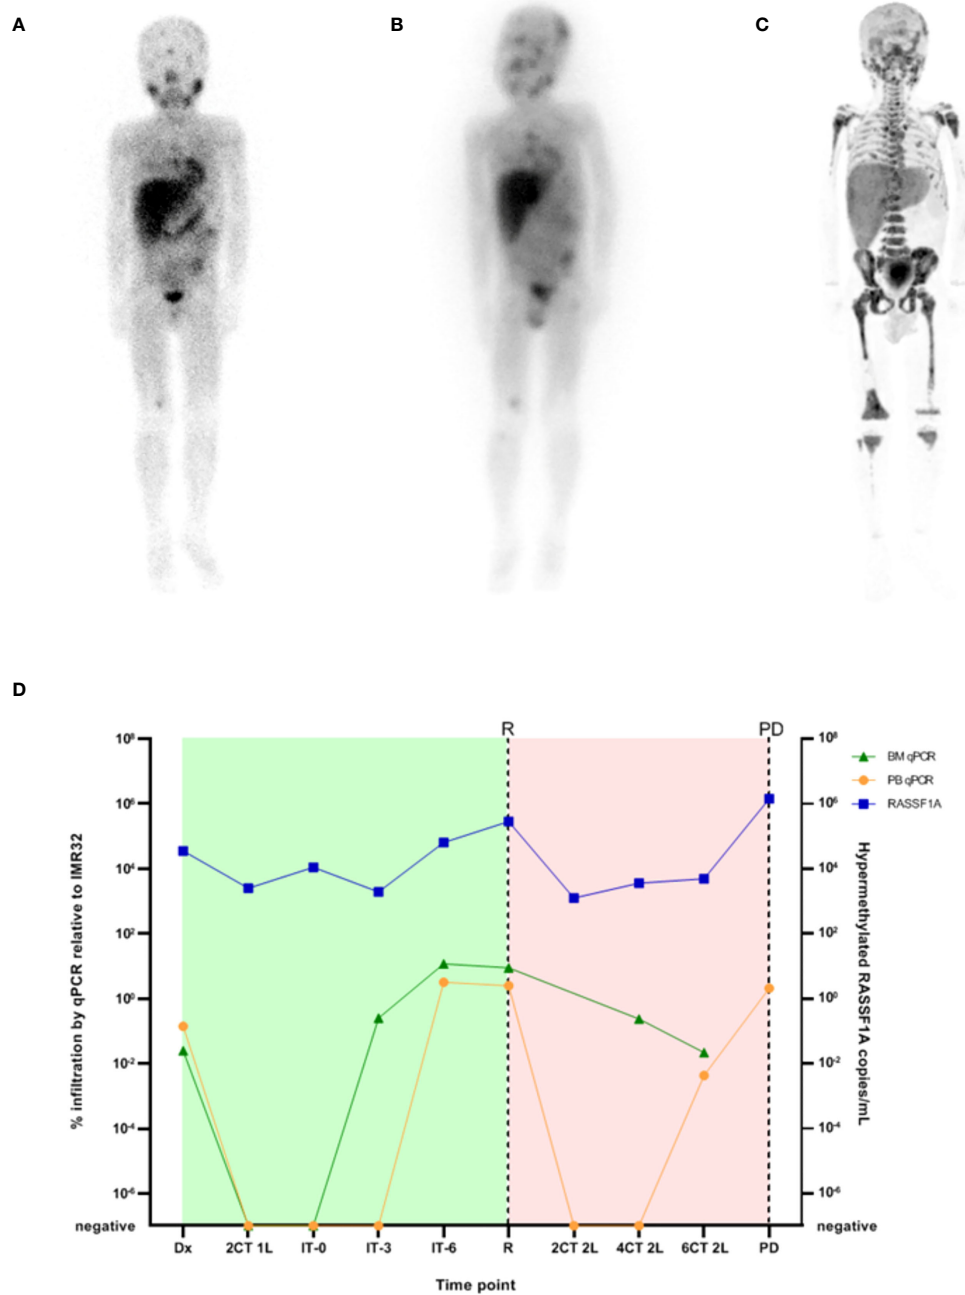 A
B
C
D
R
PD
10⁸
10⁶
10⁴
10²
10⁰
10⁻²
10⁻⁴
10⁻⁶
negative
% infiltration by qPCR relative to IMR32
10⁸
10⁶
10⁴
10²
10⁰
10⁻²
10⁻⁴
10⁻⁶
negative
Hypermethylated RASSF1A copies/mL
BM qPCR
PB qPCR
RASSF1A
Dx
2CT 1L
IT-0
IT-3
IT-6
R
2CT 2L
4CT 2L
6CT 2L
PD
Time point